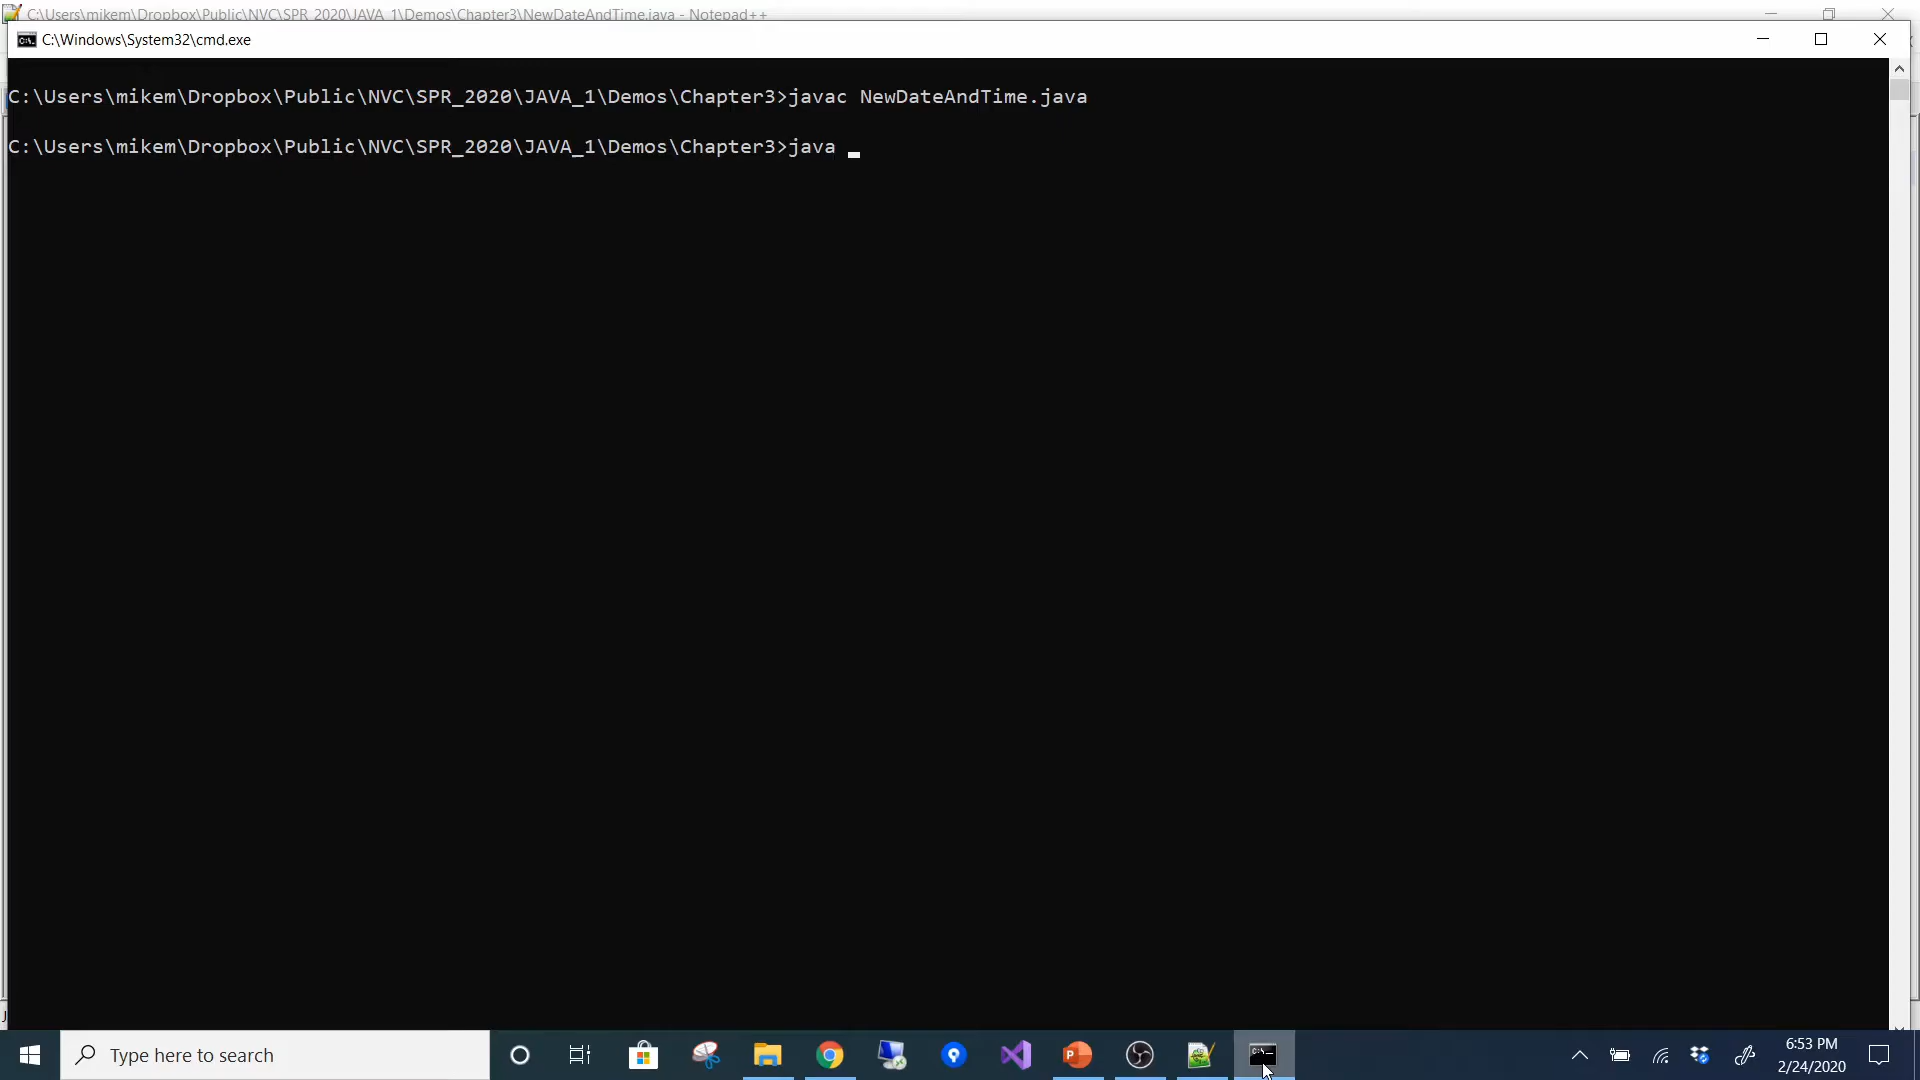 C:\Users\mikem\Dropbox\Public\NVC\SPR_2020\JAVA_1\Demos\Chapter3\NewDateAndTime.java - Notepad++
C:\Windows\System32\cmd.exe
C:\Users\mikem\Dropbox\Public\NVC\SPR_2020\JAVA_1\Demos\Chapter3>javac NewDateAndTime.java
C:\Users\mikem\Dropbox\Public\NVC\SPR_2020\JAVA_1\Demos\Chapter3>java
Type here to search
6:53 PM
2/24/2020